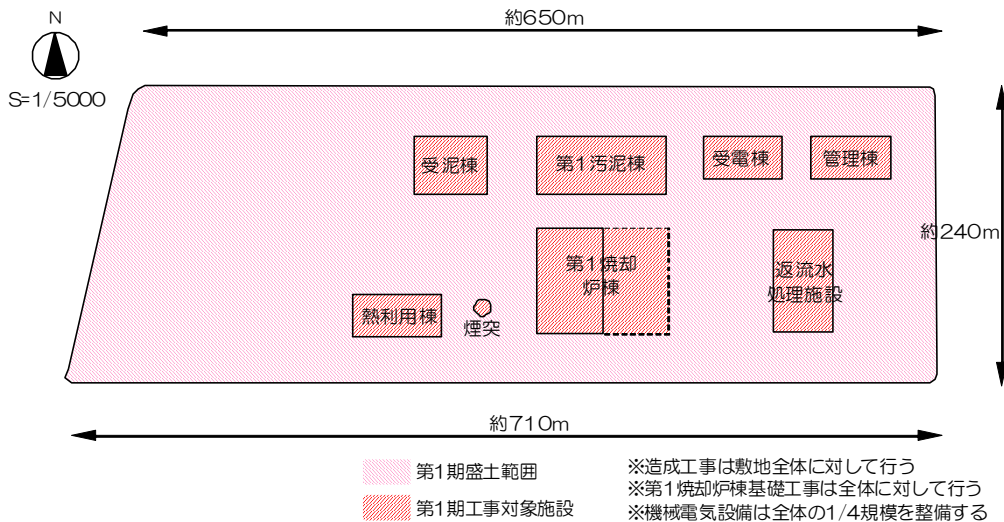 約650m
N
S=1/5000
受泥棟
第1汚泥棟
受電棟
管理棟
約240m
第1焼却
炉棟
返流水
処理施設
熱利用棟
煙突
約710m
第1期盛土範囲
第1期工事対象施設
※造成工事は敷地全体に対して行う
※第1焼却炉棟基礎工事は全体に対して行う
※機械電気設備は全体の1/4規模を整備する